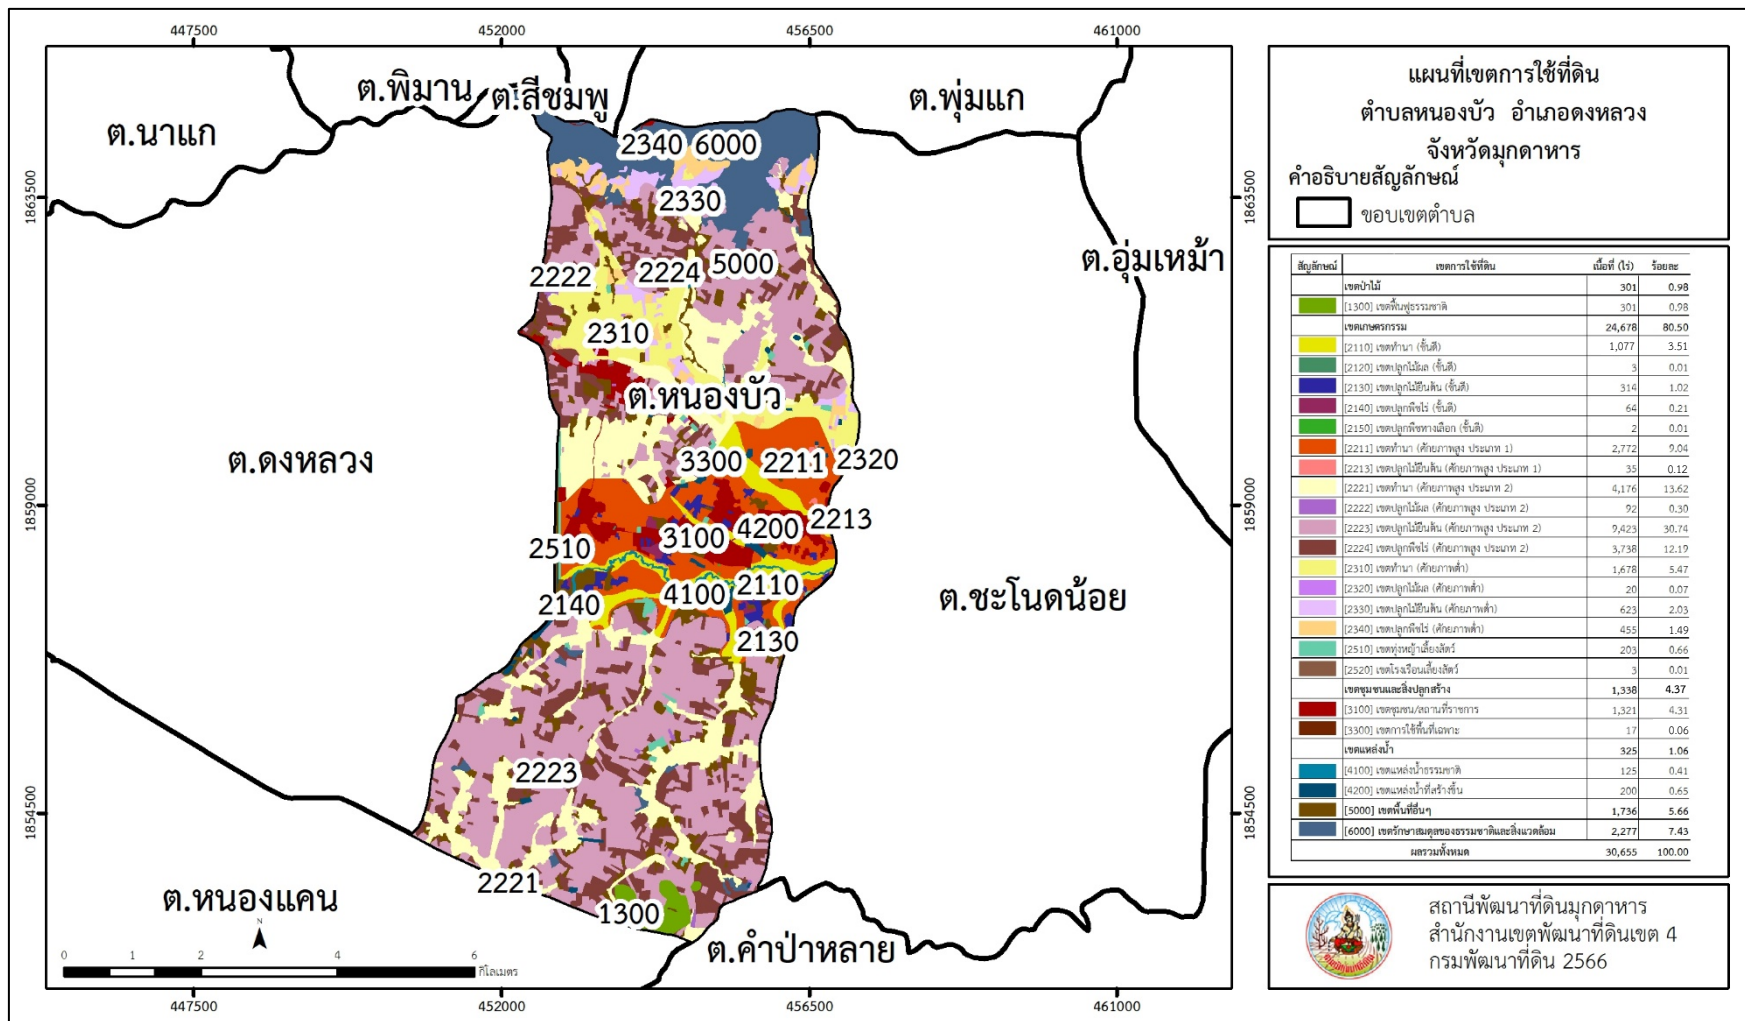 447500 452000 456500 461000
ต.พิมาน
ต.สีชมพู
ต.พุ่มแก
ต.นาแก
2340 6000
1863500
2330
1863500
ต.อุ่มเหม้า
2222 2224 5000
2310
ต.หนองบัว
ต.ดงหลวง
3300 2211 2320
1859000
1859000
2510 3100 4200 2213
2140 4100 2110
ต.ชะโนดน้อย
2130
2223
1854500
1854500
2221
1300
ต.หนองแคน
ต.คำป่าหลาย
N
0 1 2 4 6
กิโลเมตร
447500 452000 456500 461000
แผนที่เขตการใช้ที่ดิน
ตำบลหนองบัว อำเภอดงหลวง
จังหวัดมุกดาหาร
คำอธิบายสัญลักษณ์
ขอบเขตตำบล
สัญลักษณ์ เขตการใช้ที่ดิน เนื้อที่ (ไร่) ร้อยละ
เขตป่าไม้ 301 0.98
[1300] เขตฟื้นฟูธรรมชาติ 301 0.98
เขตเกษตรกรรม 24,678 80.50
[2110] เขตทำนา (ชั้นดี) 1,077 3.51
[2120] เขตปลูกไม้ผล (ชั้นดี) 3 0.01
[2130] เขตปลูกไม้ยืนต้น (ชั้นดี) 314 1.02
[2140] เขตปลูกพืชไร่ (ชั้นดี) 64 0.21
[2150] เขตปลูกพืชทางเลือก (ชั้นดี) 2 0.01
[2211] เขตทำนา (ศักยภาพสูง ประเภท 1) 2,772 9.04
[2213] เขตปลูกไม้ยืนต้น (ศักยภาพสูง ประเภท 1) 35 0.12
[2221] เขตทำนา (ศักยภาพสูง ประเภท 2) 4,176 13.62
[2222] เขตปลูกไม้ผล (ศักยภาพสูง ประเภท 2) 92 0.30
[2223] เขตปลูกไม้ยืนต้น (ศักยภาพสูง ประเภท 2) 9,423 30.74
[2224] เขตปลูกพืชไร่ (ศักยภาพสูง ประเภท 2) 3,738 12.19
[2310] เขตทำนา (ศักยภาพต่ำ) 1,678 5.47
[2320] เขตปลูกไม้ผล (ศักยภาพต่ำ) 20 0.07
[2330] เขตปลูกไม้ยืนต้น (ศักยภาพต่ำ) 623 2.03
[2340] เขตปลูกพืชไร่ (ศักยภาพต่ำ) 455 1.49
[2510] เขตทุ่งหญ้าเลี้ยงสัตว์ 203 0.66
[2520] เขตโรงเรือนเลี้ยงสัตว์ 3 0.01
เขตชุมชนและสิ่งปลูกสร้าง 1,338 4.37
[3100] เขตชุมชน/สถานที่ราชการ 1,321 4.31
[3300] เขตการใช้พื้นที่เฉพาะ 17 0.06
เขตแหล่งน้ำ 325 1.06
[4100] เขตแหล่งน้ำธรรมชาติ 125 0.41
[4200] เขตแหล่งน้ำที่สร้างขึ้น 200 0.65
[5000] เขตพื้นที่อื่นๆ 1,736 5.66
[6000] เขตรักษาสมดุลของธรรมชาติและสิ่งแวดล้อม 2,277 7.43
ผลรวมทั้งหมด 30,655 100.00
สถานีพัฒนาที่ดินมุกดาหาร
สำนักงานเขตพัฒนาที่ดินเขต 4
กรมพัฒนาที่ดิน 2566